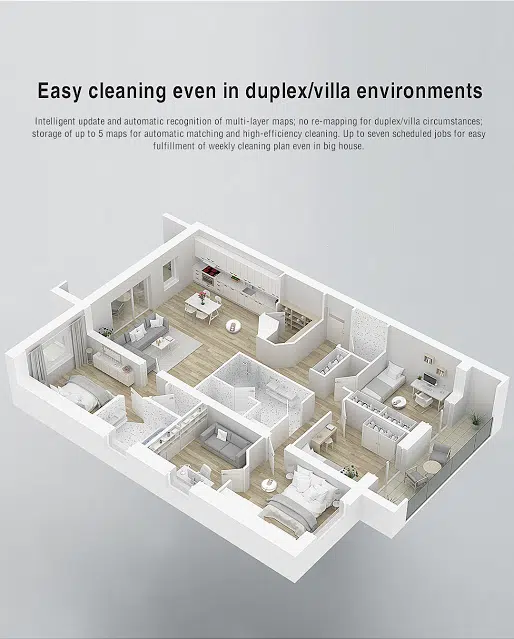 Easy cleaning even in duplex/villa environments
Intelligent update and automatic recognition of multi-layer maps; no re-mapping for duplex/villa circumstances;
storage of up to 5 maps for automatic matching and high-efficiency cleaning. Up to seven scheduled jobs for easy
fulfillment of weekly cleaning plan even in big house.